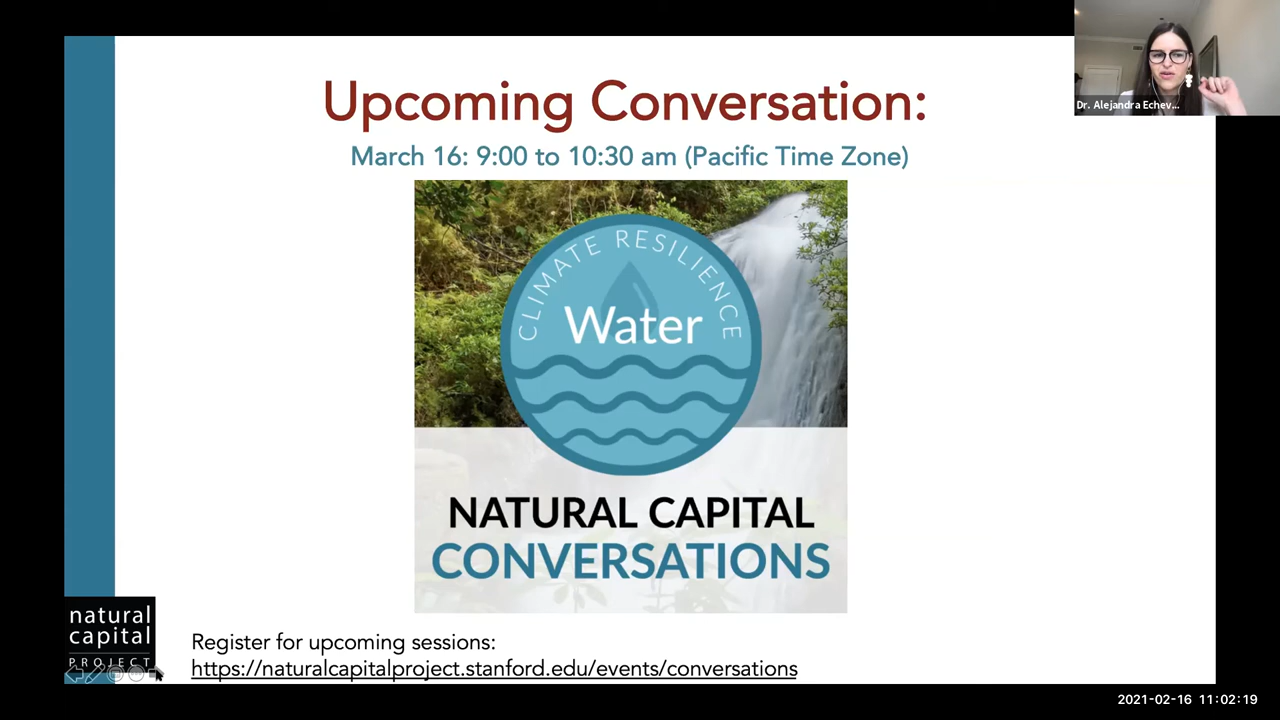 Upcoming Conversation:
March 16: 9:00 to 10:30 am (Pacific Time Zone)
Dr. Alejandra Echev...
CLIMATE RESILIENCE
Water
NATURAL CAPITAL
CONVERSATIONS
natural
capital
PROJECT
Register for upcoming sessions:
https://naturalcapitalproject.stanford.edu/events/conversations
2021-02-16 11:02:19